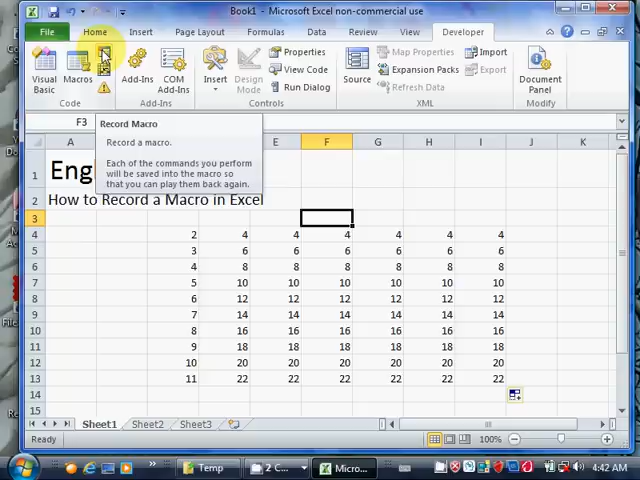 Book1 - Microsoft Excel non-commercial use
File Home Insert Page Layout Formulas Data Review View Developer
Visual Basic
Macros
Add-Ins
COM Add-Ins
Insert
Design Mode
Properties
View Code
Run Dialog
Source
Map Properties
Expansion Packs
Refresh Data
Import
Export
Document Panel
Code Add-Ins Controls XML Modify
F3
Record Macro
Record a macro.
Each of the commands you perform
will be saved into the macro so
that you can play them back again.
A E F G H I J K
1 Engl
2 How to Record a Macro in Excel
3
4 2 4 4 4 4 4 4
5 3 6 6 6 6 6 6
6 4 8 8 8 8 8 8
7 5 10 10 10 10 10 10
8 6 12 12 12 12 12 12
9 7 14 14 14 14 14 14
10 8 16 16 16 16 16 16
11 9 18 18 18 18 18 18
12 10 20 20 20 20 20 20
13 11 22 22 22 22 22 22
14
15
Sheet1 Sheet2 Sheet3
Ready 100%
Temp 2 C... Micro... 4:42 AM